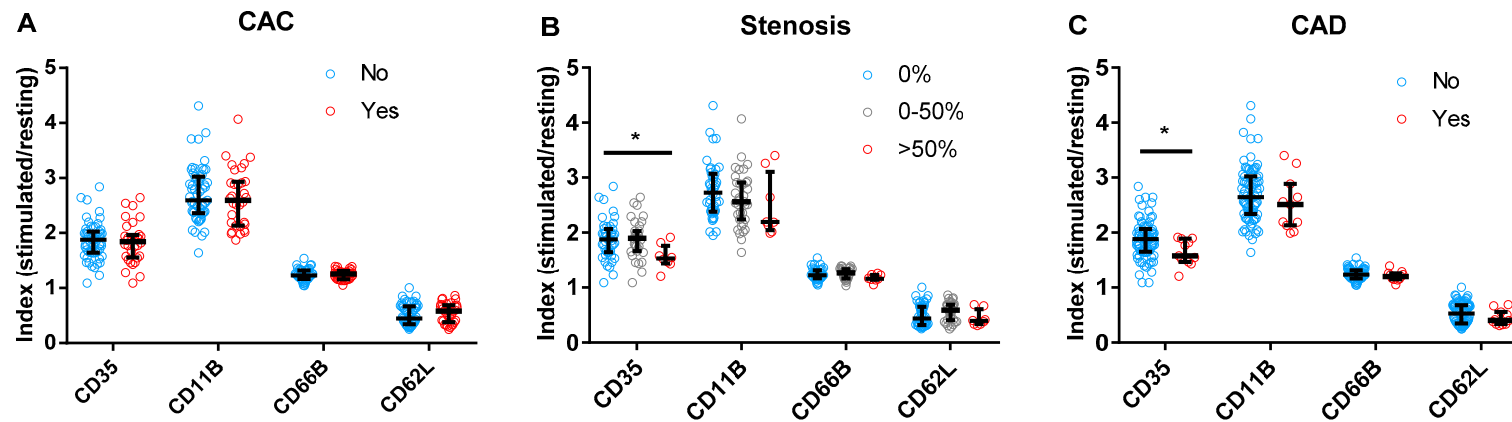 A
CAC
Index (stimulated/resting)
5
4
3
2
1
0
No
Yes
CD35
CD11B
CD66B
CD62L
B
Stenosis
Index (stimulated/resting)
5
4
3
2
1
0
0%
0-50%
>50%
*
CD35
CD11B
CD66B
CD62L
C
CAD
Index (stimulated/resting)
5
4
3
2
1
0
No
Yes
*
CD35
CD11B
CD66B
CD62L